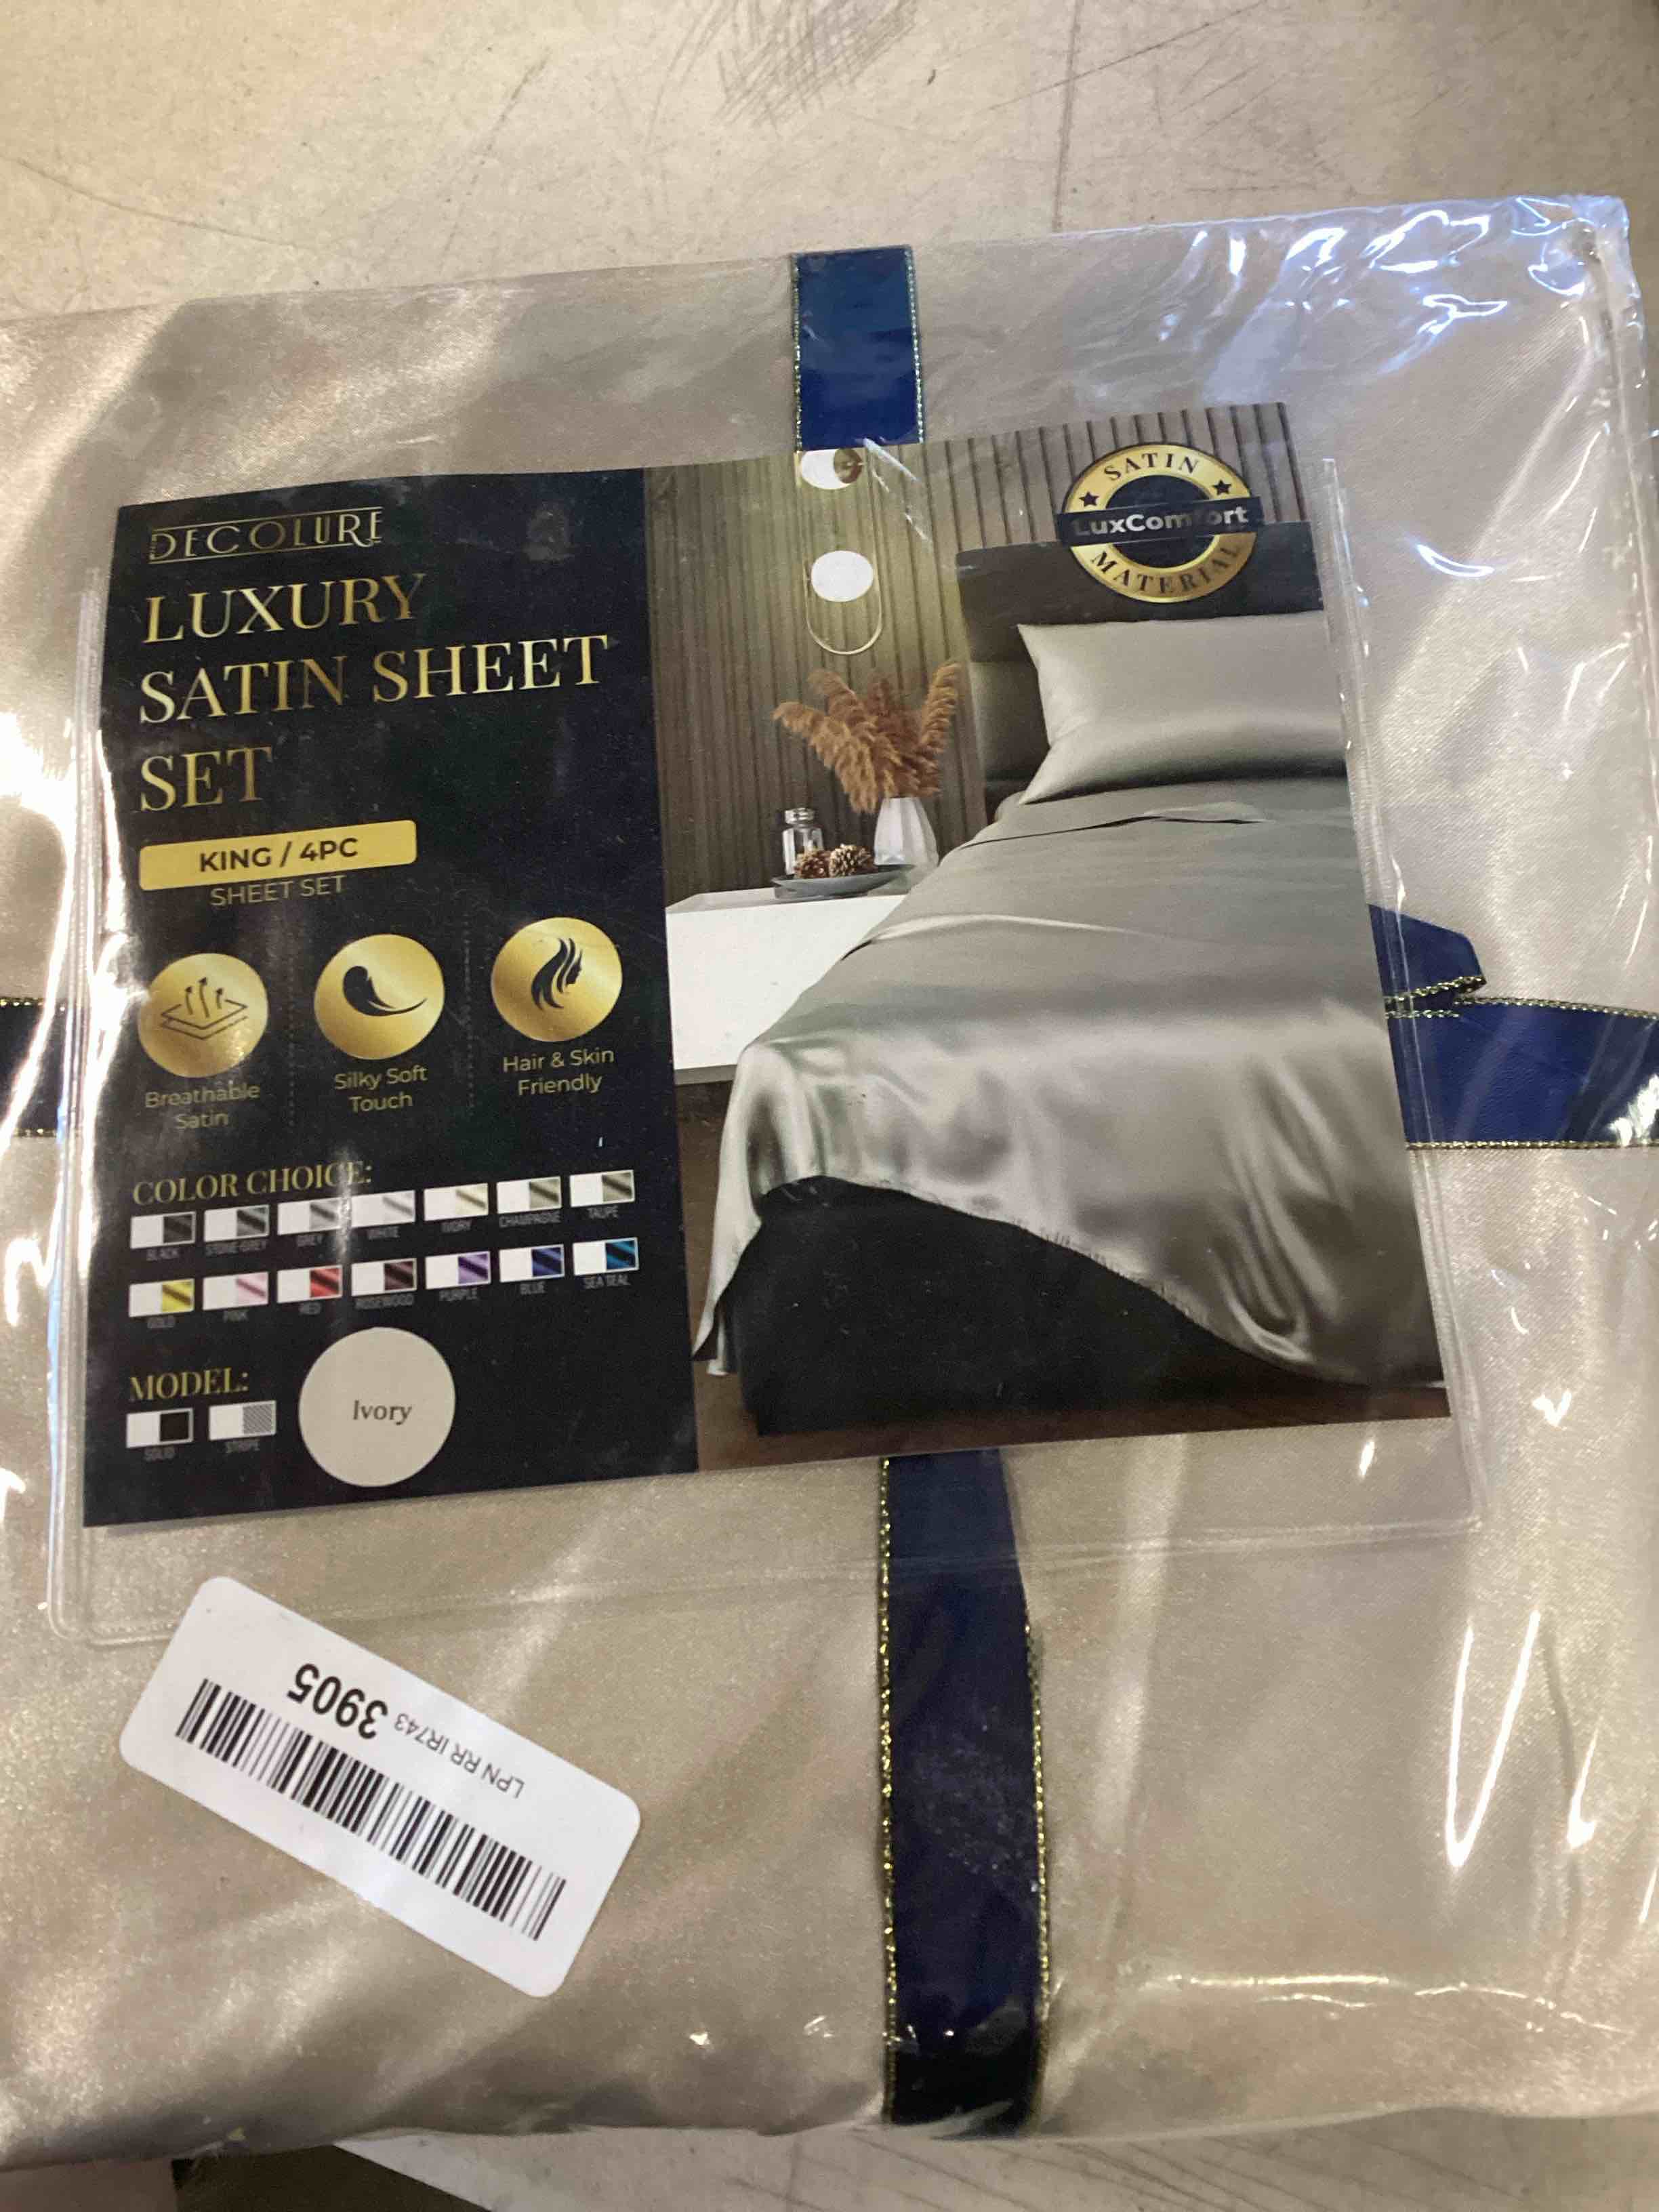 DECOLURE
LUXURY
SATIN SHEET
SET
KING / 4PC
SHEET SET
Breathable
Satin
Silky Soft
Touch
Hair & Skin
Friendly
COLOR CHOICE:
BLACK STONE-GREY GREY WHITE IVORY CHAMPAGNE TAUPE
GOLD PINK RED ROSEWOOD PURPLE BLUE SEA TEAL
MODEL:
SOLID STRIPE
Ivory
SATIN
LuxComfort
MATERIAL
LPN RR IR743 3905